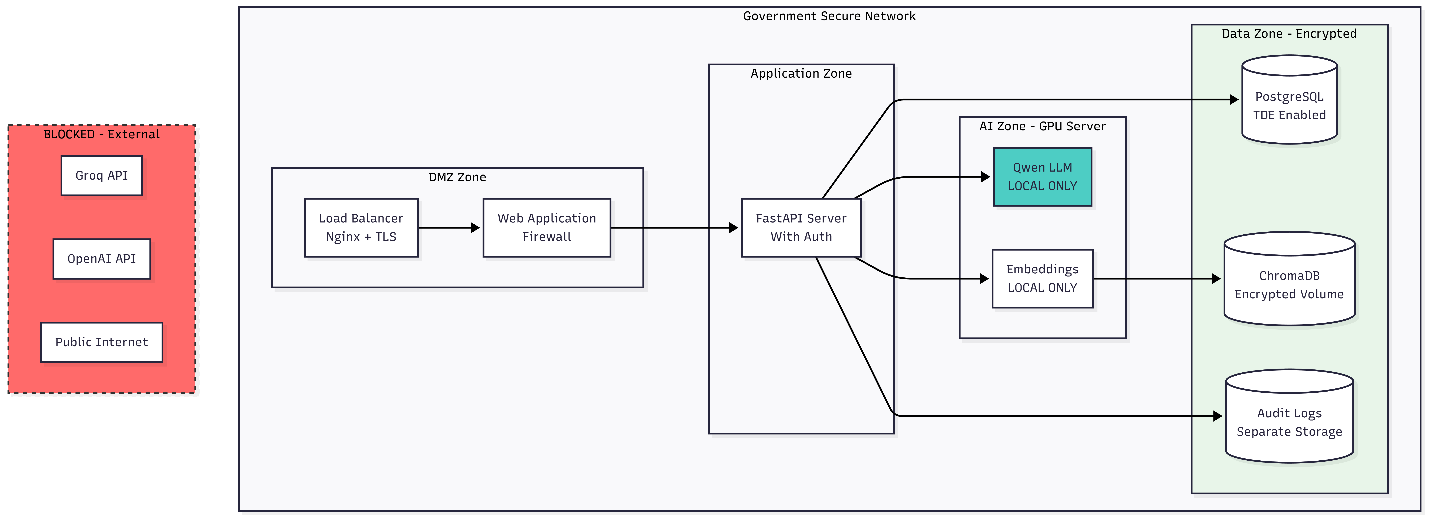 Government Secure Network
BLOCKED - External
Groq API
OpenAI API
Public Internet
DMZ Zone
Load Balancer
Nginx + TLS
Web Application
Firewall
Application Zone
FastAPI Server
With Auth
AI Zone - GPU Server
Qwen LLM
LOCAL ONLY
Embeddings
LOCAL ONLY
Data Zone - Encrypted
PostgreSQL
TDE Enabled
ChromaDB
Encrypted Volume
Audit Logs
Separate Storage